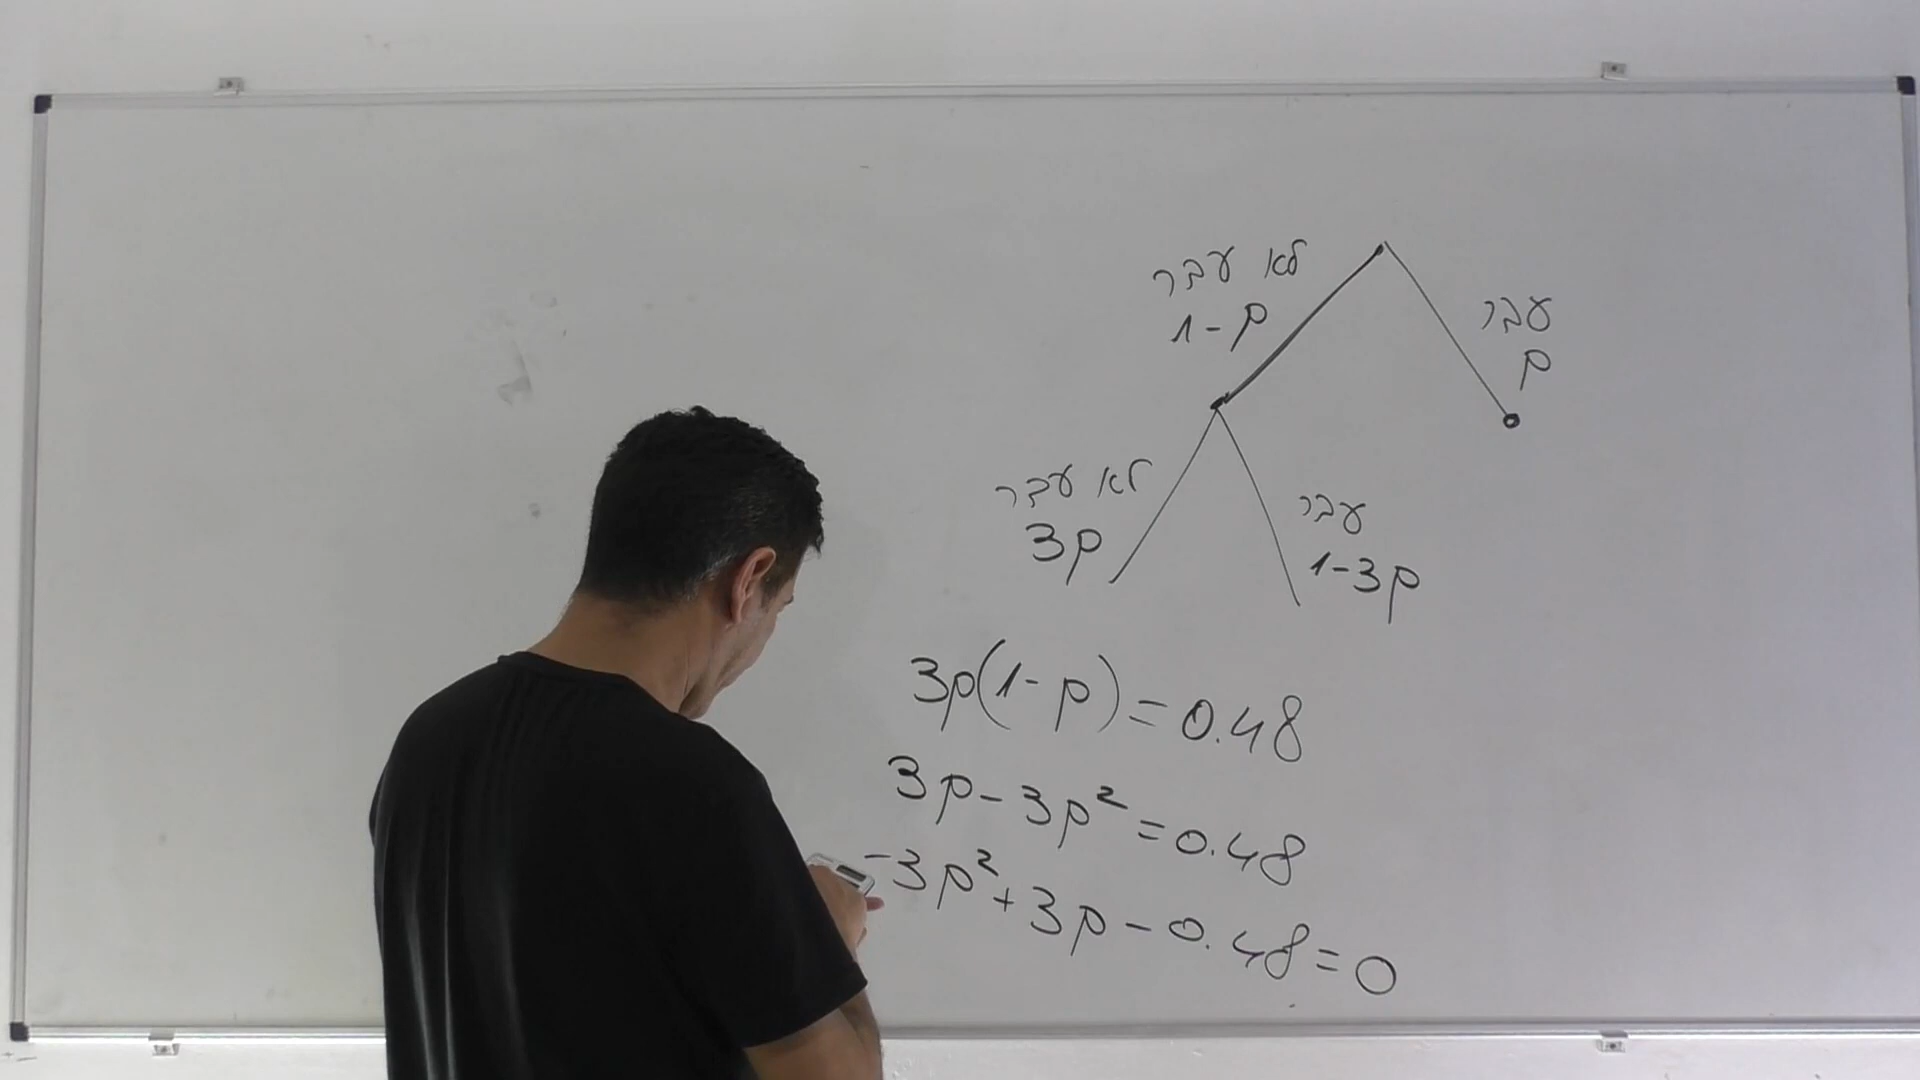 לא עבר
1-p
עבר
p
לא עבר
3p
עבר
1-3p
3p(1-p)=0.48
3p-3p²=0.48
-3p²+3p-0.48=0